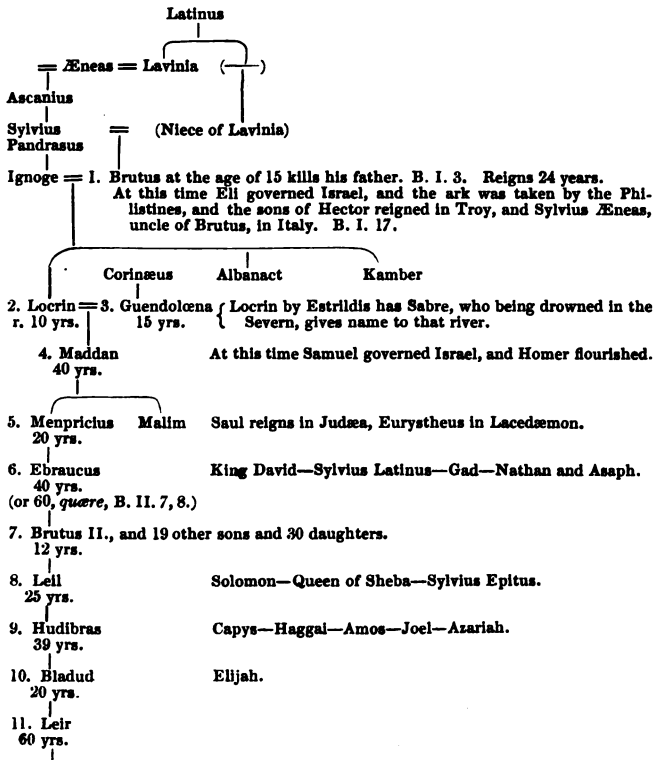 Latinus
= Æneas = Lavinia (—)
Ascanius
Sylvius = (Niece of Lavinia)
Pandrasus
Ignoge = 1. Brutus at the age of 15 kills his father. B. I. 3. Reigns 24 years.
At this time Eli governed Israel, and the ark was taken by the Phi-
listines, and the sons of Hector reigned in Troy, and Sylvius Æneas,
uncle of Brutus, in Italy. B. I. 17.
Corinæus Albanact Kamber
2. Locrin = 3. Guendolœna { Locrin by Estrildis has Sabre, who being drowned in the
r. 10 yrs. 15 yrs. Severn, gives name to that river.
4. Maddan At this time Samuel governed Israel, and Homer flourished.
40 yrs.
5. Menpricius Malim Saul reigns in Judæa, Eurystheus in Lacedæmon.
20 yrs.
6. Ebraucus King David—Sylvius Latinus—Gad—Nathan and Asaph.
40 yrs.
(or 60, quære, B. II. 7, 8.)
7. Brutus II., and 19 other sons and 30 daughters.
12 yrs.
8. Leil Solomon—Queen of Sheba—Sylvius Epitus.
25 yrs.
9. Hudibras Capys—Haggai—Amos—Joel—Azariah.
39 yrs.
10. Bladud Elijah.
20 yrs.
11. Leir
60 yrs.